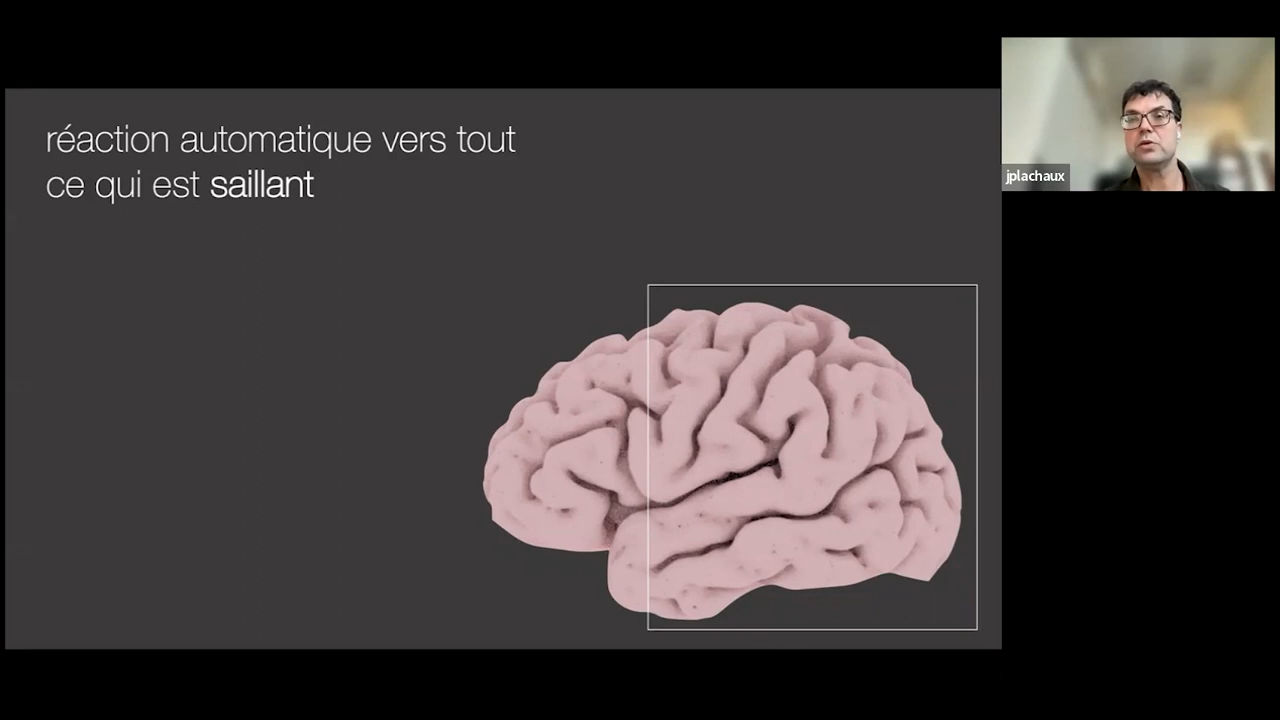 réaction automatique vers tout
ce qui est saillant
jplachaux